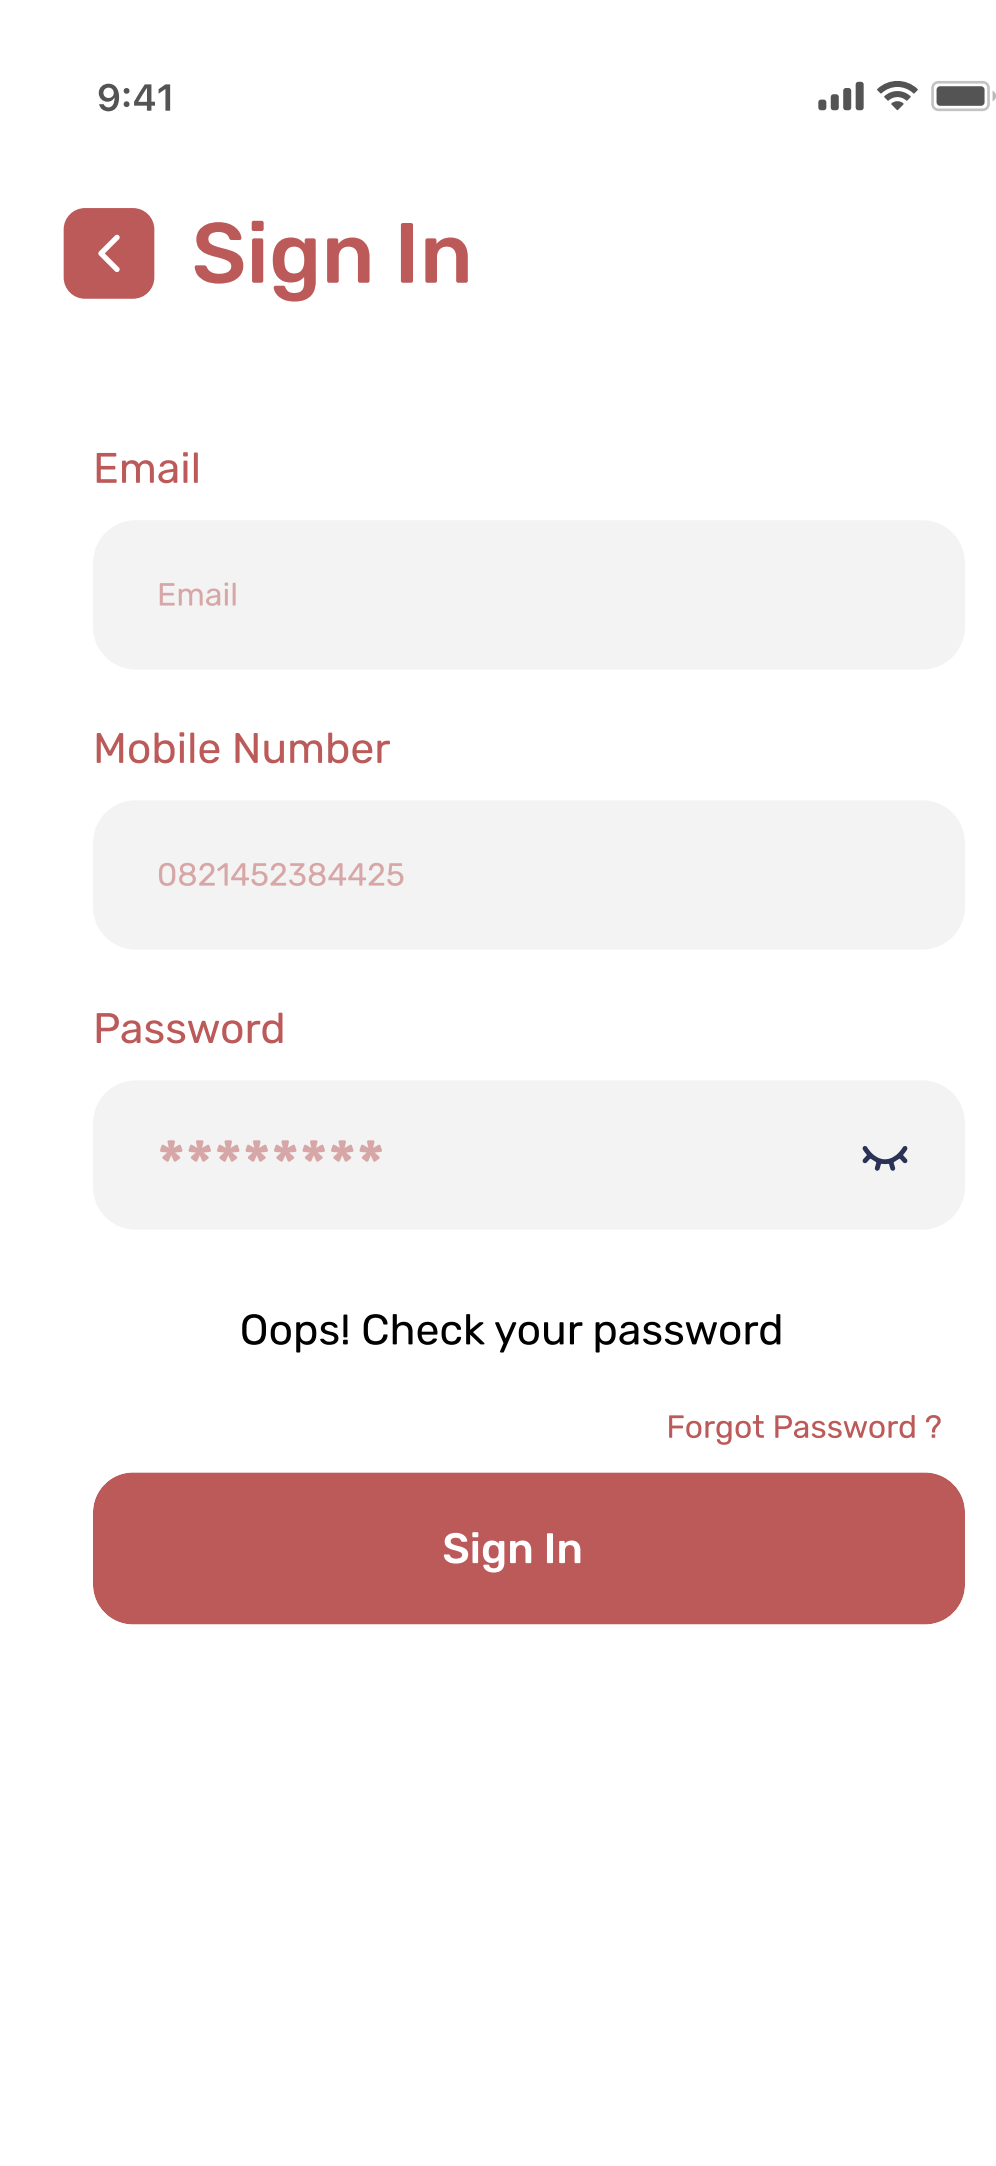 9:41
Sign In
Email
Email
Mobile Number
0821452384425
Password
********
Oops! Check your password
Forgot Password ?
Sign In